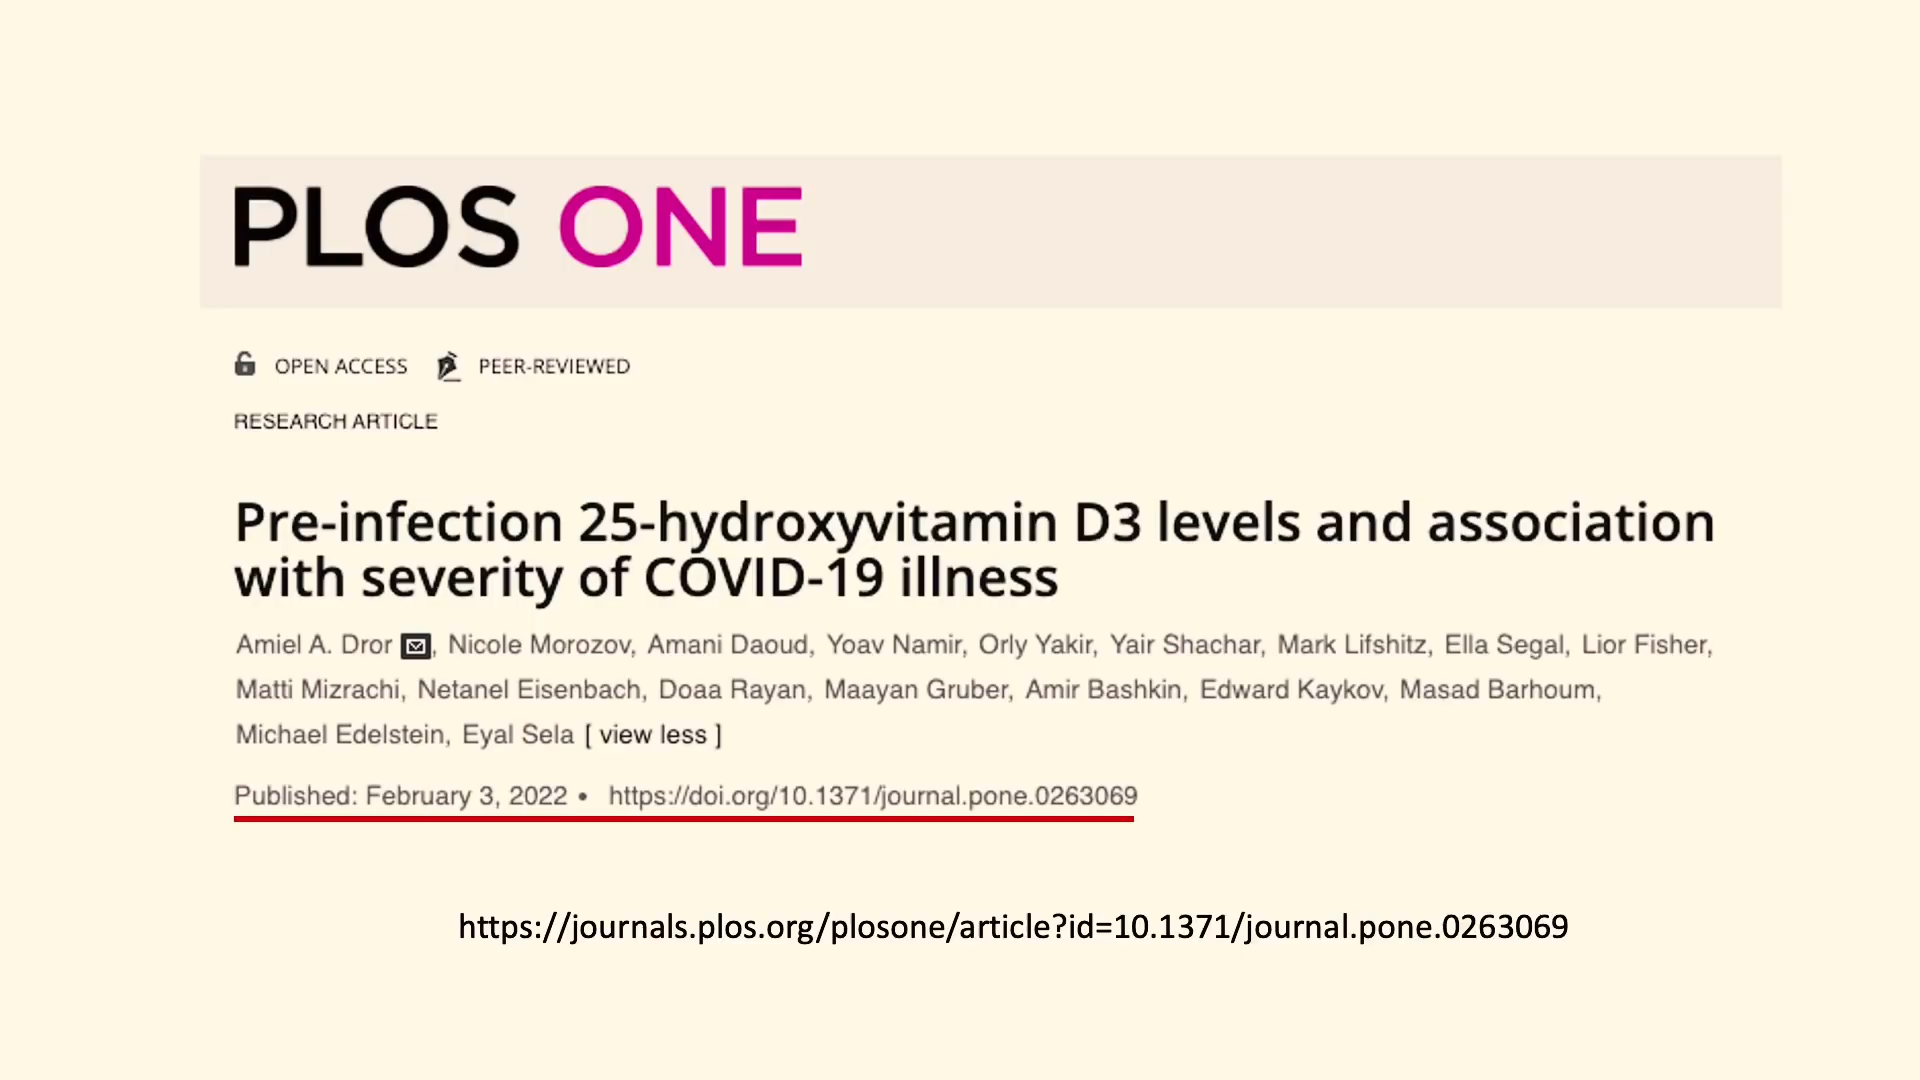 PLOS ONE
OPEN ACCESS PEER-REVIEWED
RESEARCH ARTICLE
Pre-infection 25-hydroxyvitamin D3 levels and association
with severity of COVID-19 illness
Amiel A. Dror, Nicole Morozov, Amani Daoud, Yoav Namir, Orly Yakir, Yair Shachar, Mark Lifshitz, Ella Segal, Lior Fisher,
Matti Mizrachi, Netanel Eisenbach, Doaa Rayan, Maayan Gruber, Amir Bashkin, Edward Kaykov, Masad Barhoum,
Michael Edelstein, Eyal Sela [ view less ]
Published: February 3, 2022 • https://doi.org/10.1371/journal.pone.0263069
https://journals.plos.org/plosone/article?id=10.1371/journal.pone.0263069